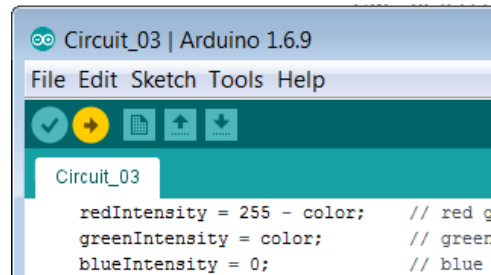 Circuit_03 | Arduino 1.6.9
File Edit Sketch Tools Help
Circuit_03
redIntensity = 255 - color; // red g
greenIntensity = color; // green
blueIntensity = 0; // blue